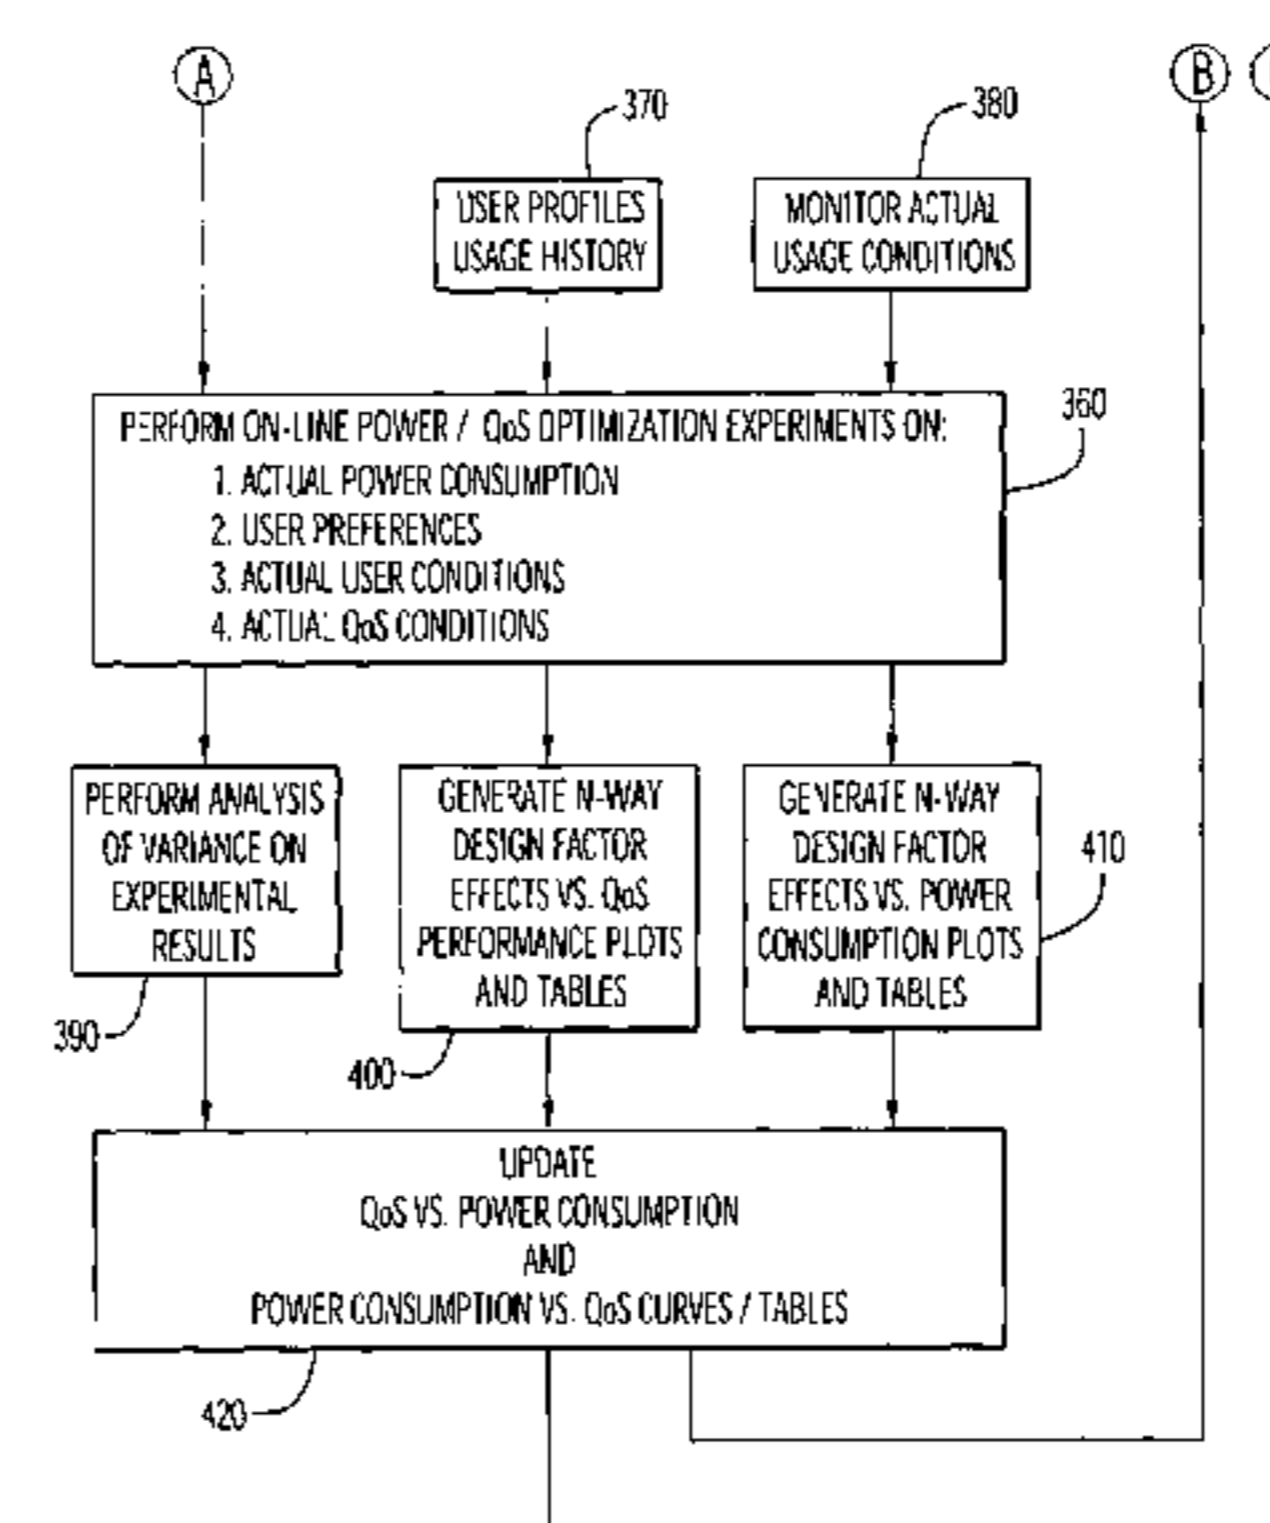 A
B
370
380
USER PROFILES
USAGE HISTORY
MONITOR ACTUAL
USAGE CONDITIONS
360
PERFORM ON-LINE POWER / QoS OPTIMIZATION EXPERIMENTS ON:
1. ACTUAL POWER CONSUMPTION
2. USER PREFERENCES
3. ACTUAL USER CONDITIONS
4. ACTUAL QoS CONDITIONS
PERFORM ANALYSIS
OF VARIANCE ON
EXPERIMENTAL
RESULTS
390
GENERATE N-WAY
DESIGN FACTOR
EFFECTS VS. QoS
PERFORMANCE PLOTS
AND TABLES
400
GENERATE N-WAY
DESIGN FACTOR
EFFECTS VS. POWER
CONSUMPTION PLOTS
AND TABLES
410
UPDATE
QoS VS. POWER CONSUMPTION
AND
POWER CONSUMPTION VS. QoS CURVES / TABLES
420